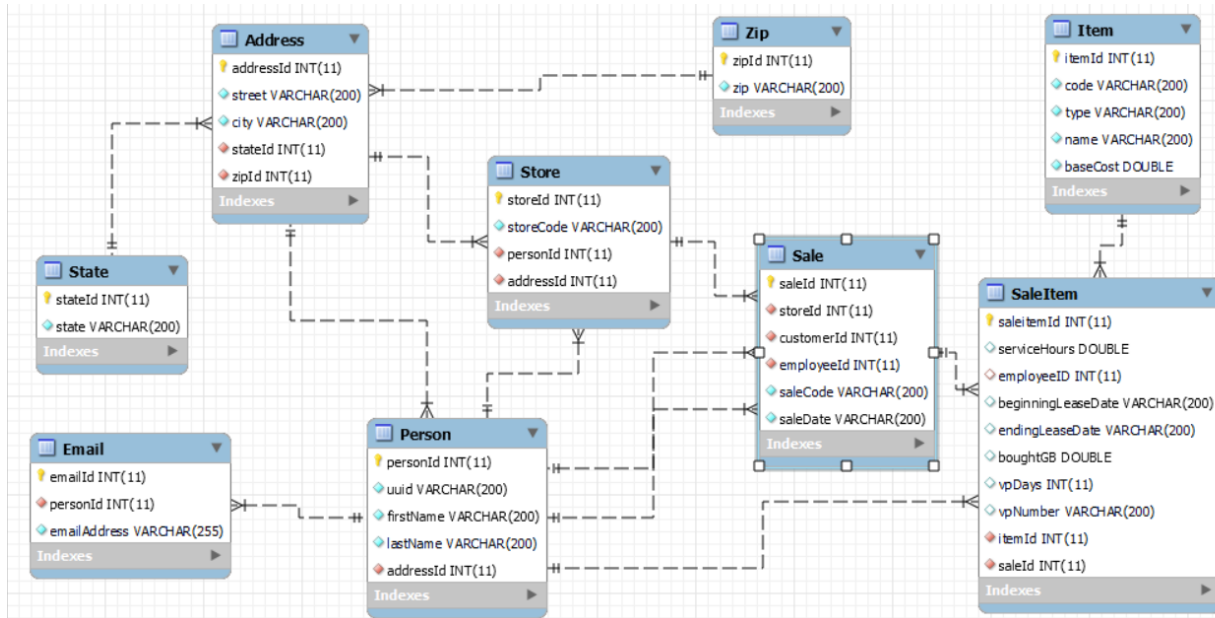 Address
addressId INT(11)
street VARCHAR(200)
city VARCHAR(200)
stateId INT(11)
zipId INT(11)
Indexes
Zip
zipId INT(11)
zip VARCHAR(200)
Indexes
Item
itemId INT(11)
code VARCHAR(200)
type VARCHAR(200)
name VARCHAR(200)
baseCost DOUBLE
Indexes
Store
storeId INT(11)
storeCode VARCHAR(200)
personId INT(11)
addressId INT(11)
Indexes
State
stateId INT(11)
state VARCHAR(200)
Indexes
Sale
saleId INT(11)
storeId INT(11)
customerId INT(11)
employeeId INT(11)
saleCode VARCHAR(200)
saleDate VARCHAR(200)
Indexes
SaleItem
saleitemId INT(11)
serviceHours DOUBLE
employeeID INT(11)
beginningLeaseDate VARCHAR(200)
endingLeaseDate VARCHAR(200)
boughtGB DOUBLE
vpDays INT(11)
vpNumber VARCHAR(200)
itemId INT(11)
saleId INT(11)
Indexes
Email
emailId INT(11)
personId INT(11)
emailAddress VARCHAR(255)
Indexes
Person
personId INT(11)
uuid VARCHAR(200)
firstName VARCHAR(200)
lastName VARCHAR(200)
addressId INT(11)
Indexes